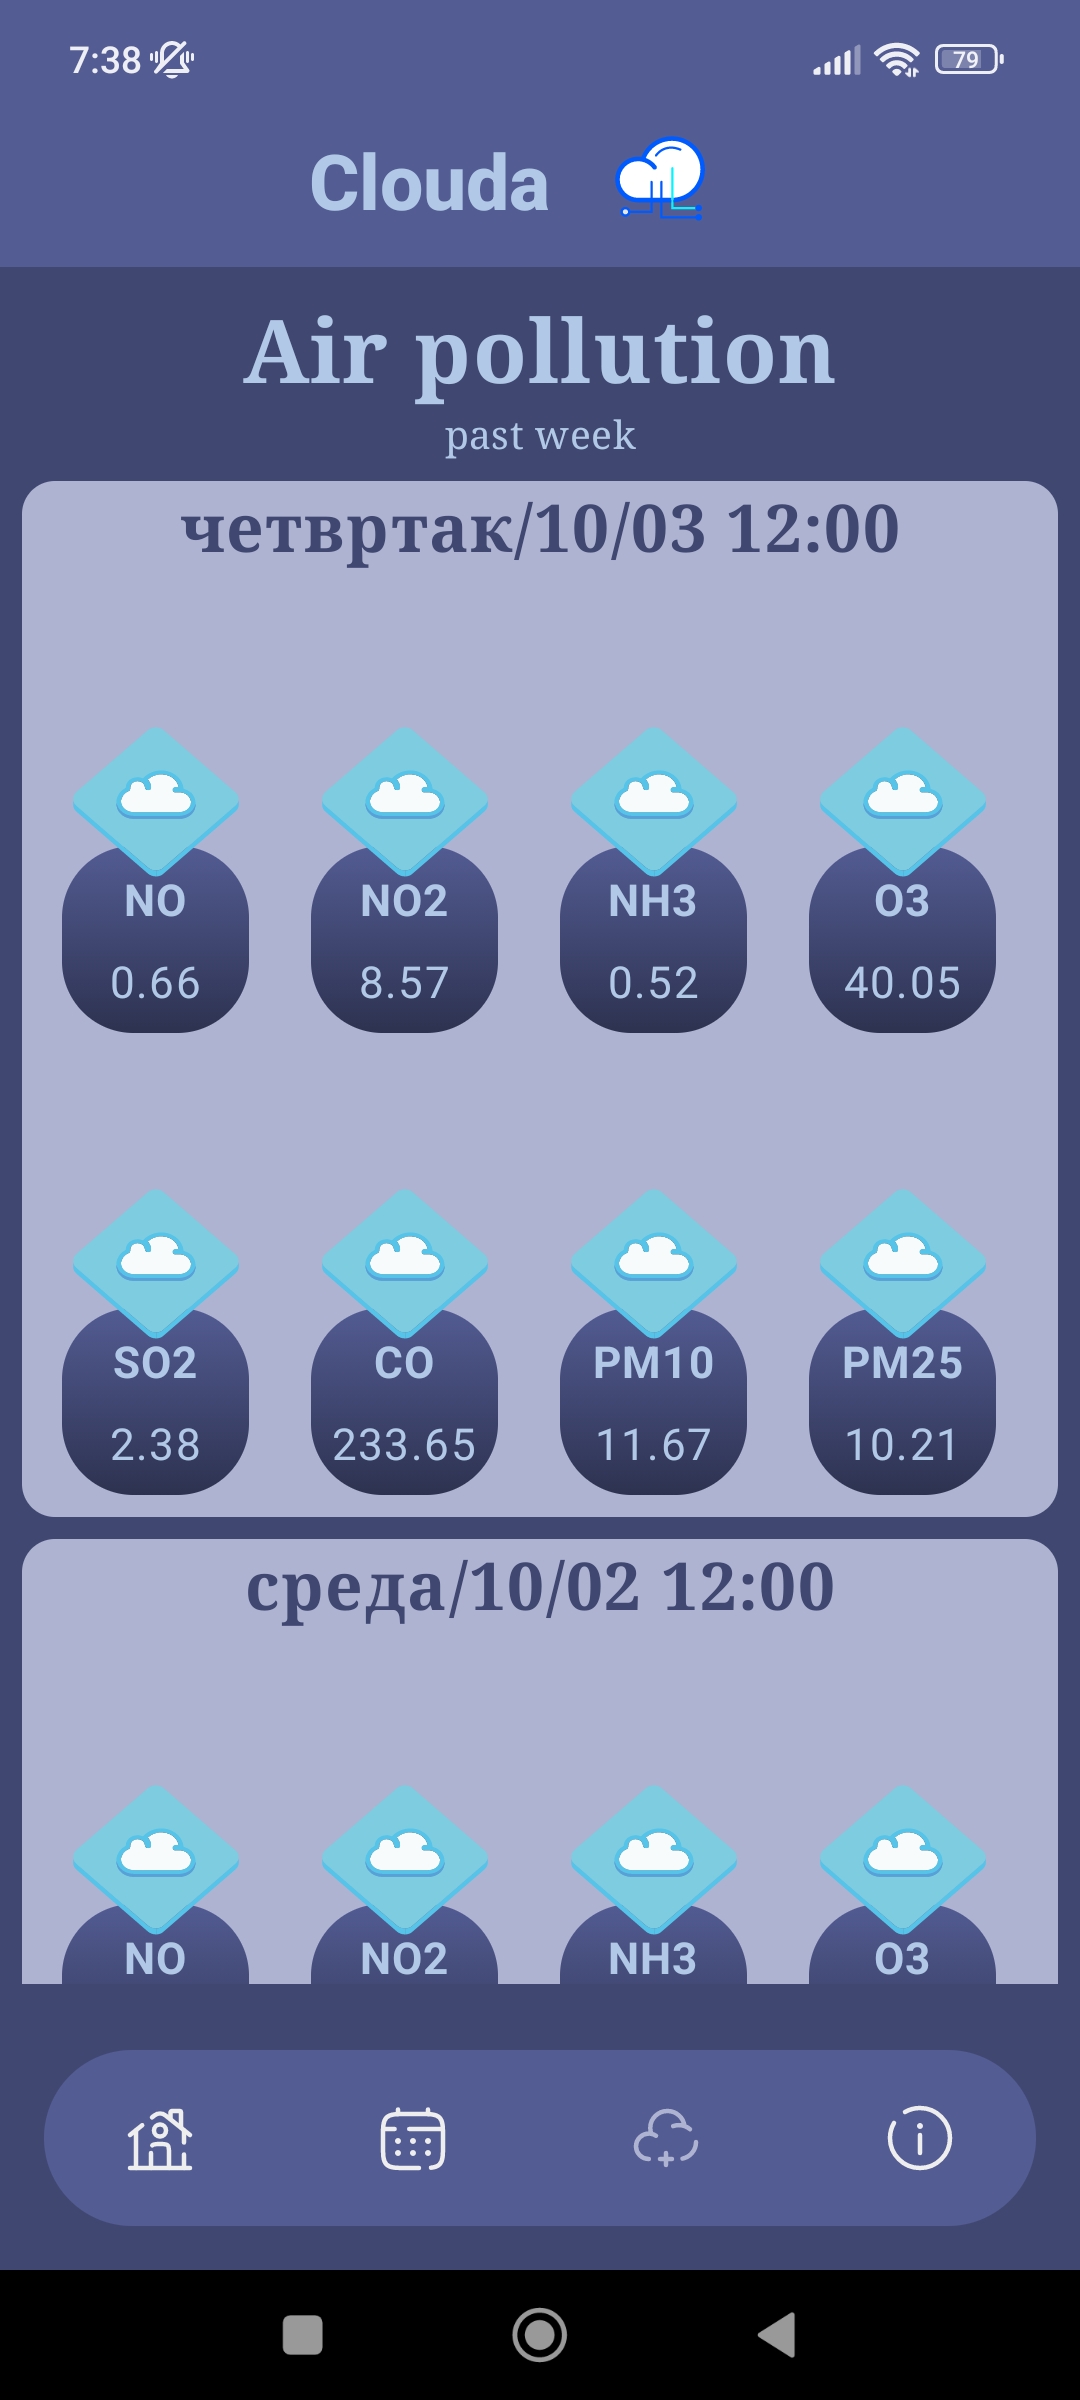 7:38
79
Clouda
Air pollution
past week
четвртак/10/03 12:00
NO NO2 NH3 O3
0.66 8.57 0.52 40.05
SO2 CO PM10 PM25
2.38 233.65 11.67 10.21
среда/10/02 12:00
NO NO2 NH3 O3